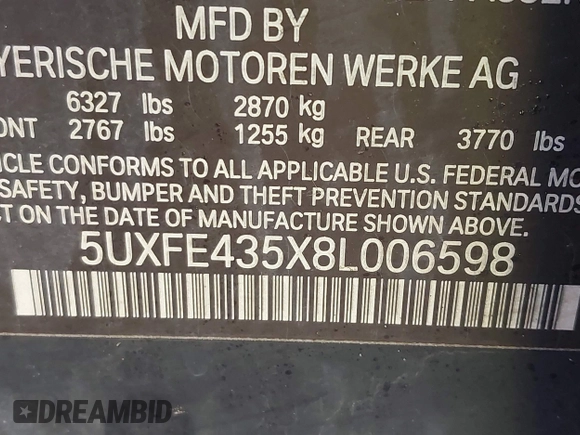 MFD BY
YERISCHE MOTOREN WERKE AG
6327 lbs 2870 kg
ONT 2767 lbs 1255 kg REAR 3770 lbs
ICLE CONFORMS TO ALL APPLICABLE U.S. FEDERAL MO
SAFETY, BUMPER AND THEFT PREVENTION STANDARDS
CT ON THE DATE OF MANUFACTURE SHOWN ABOVE.
5UXFE435X8L006598
DREAMBID